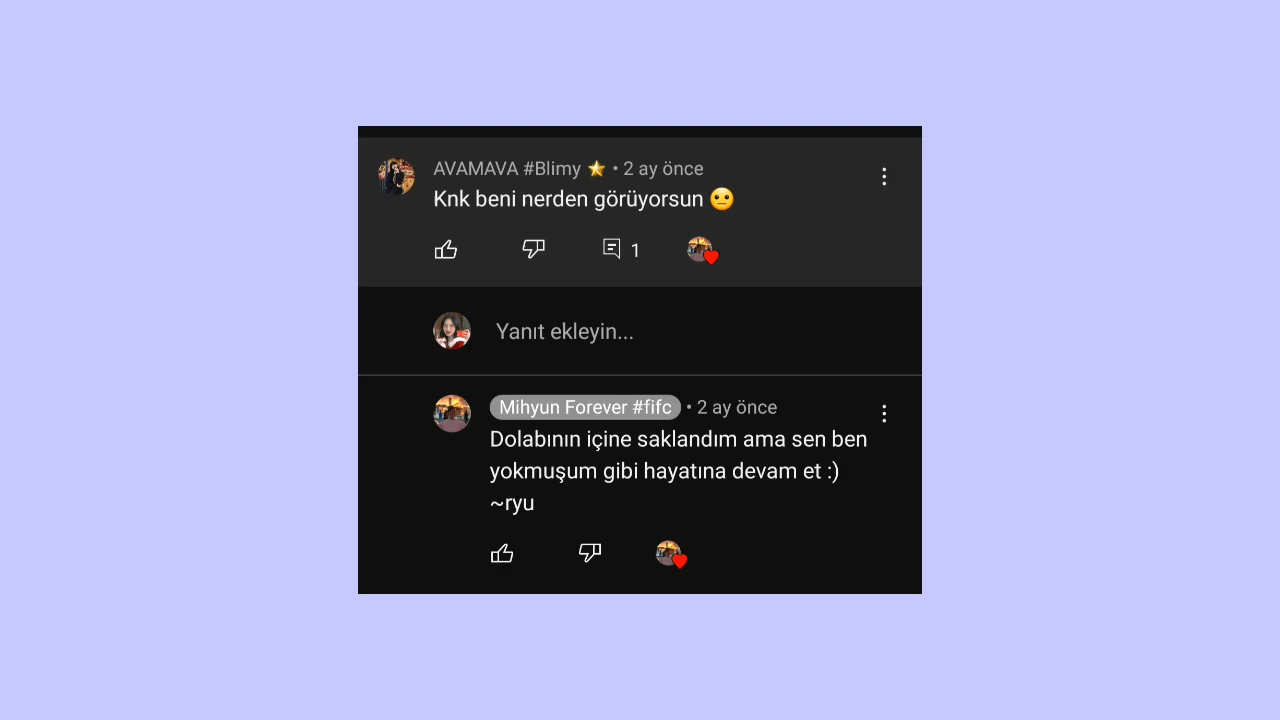 AVAMAVA #Blimy ⭐ • 2 ay önce
Knk beni nerden görüyorsun 😐
1
Yanıt ekleyin...
Mihyun Forever #fifc • 2 ay önce
Dolabının içine saklandım ama sen ben
yokmuşum gibi hayatına devam et :)
~ryu